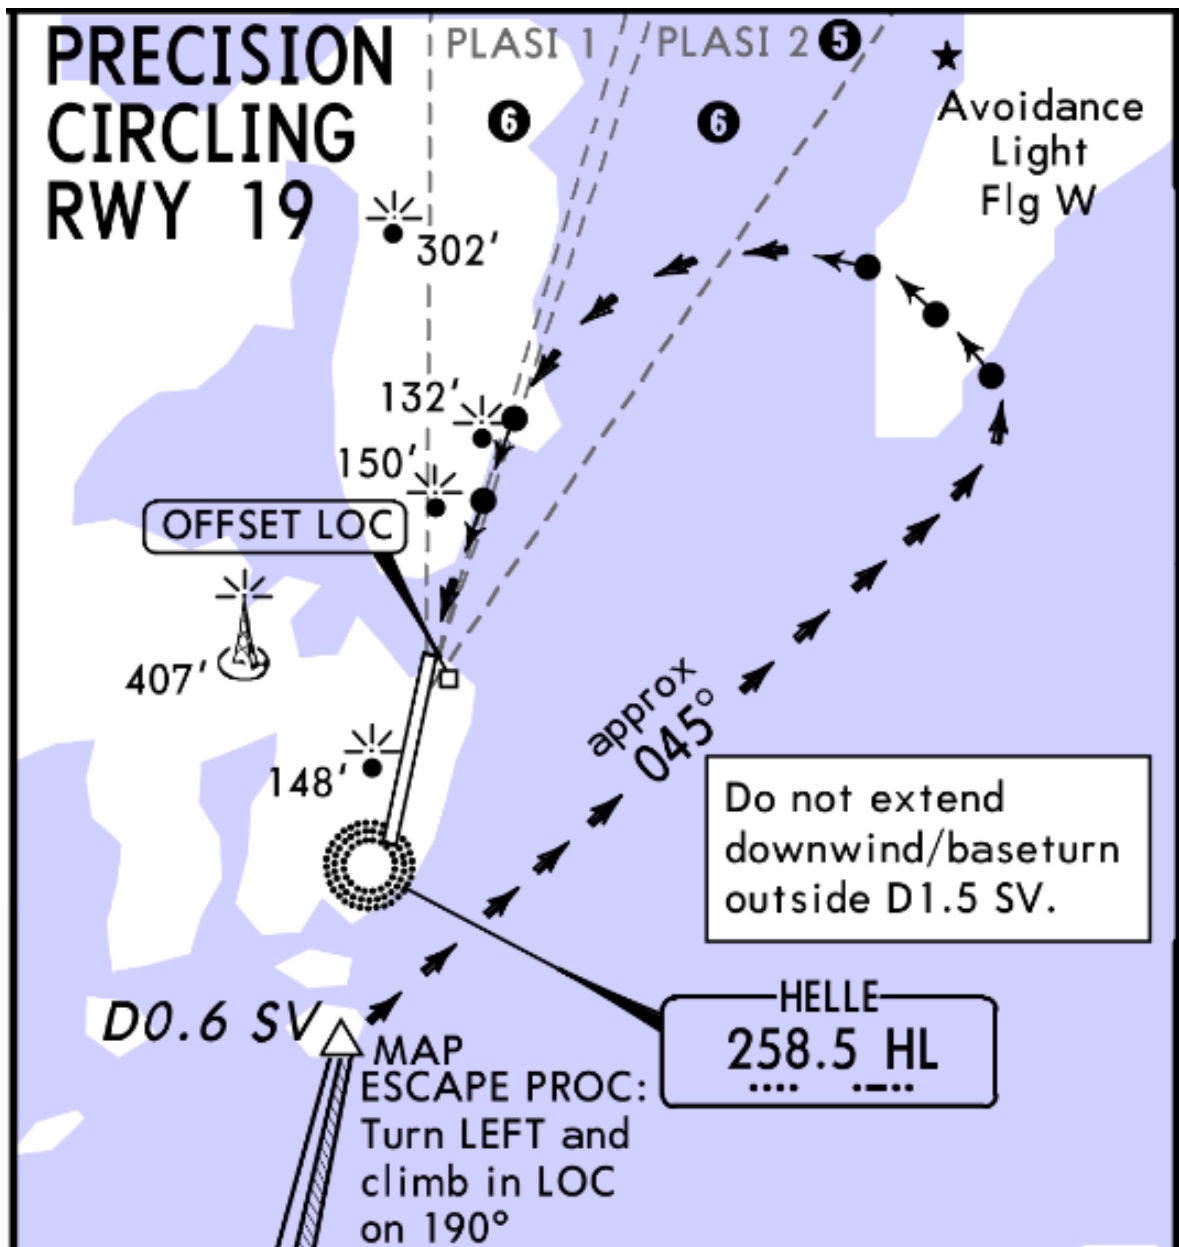 PRECISION
CIRCLING
RWY 19
PLASI 1
PLASI 2 5
6
6
Avoidance
Light
Flg W
302'
132'
150'
OFFSET LOC
407'
148'
approx
045°
Do not extend
downwind/baseturn
outside D1.5 SV.
HELLE
258.5 HL
D0.6 SV
MAP
ESCAPE PROC:
Turn LEFT and
climb in LOC
on 190°